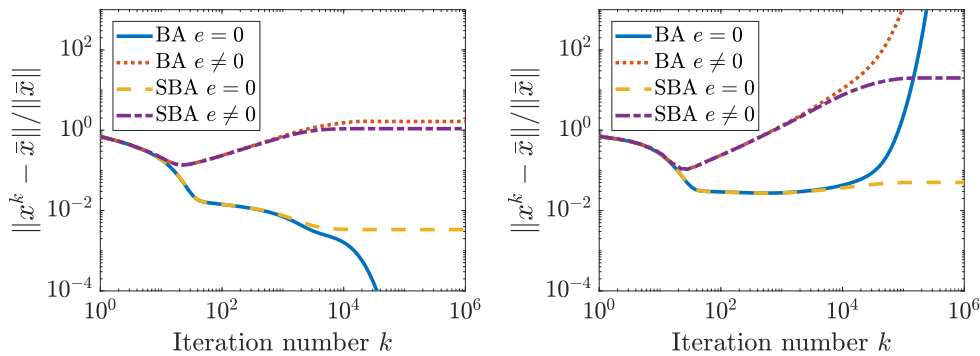 ‖x^k − x̄‖/‖x̄‖
10^2
10^0
10^−2
10^−4
BA e = 0
BA e ≠ 0
SBA e = 0
SBA e ≠ 0
10^0 10^2 10^4 10^6
Iteration number k
‖x^k − x̄‖/‖x̄‖
10^2
10^0
10^−2
10^−4
BA e = 0
BA e ≠ 0
SBA e = 0
SBA e ≠ 0
10^0 10^2 10^4 10^6
Iteration number k